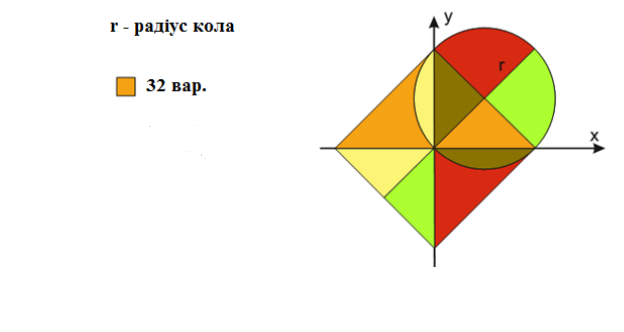 r - радіус кола
32 вар.
y
r
x